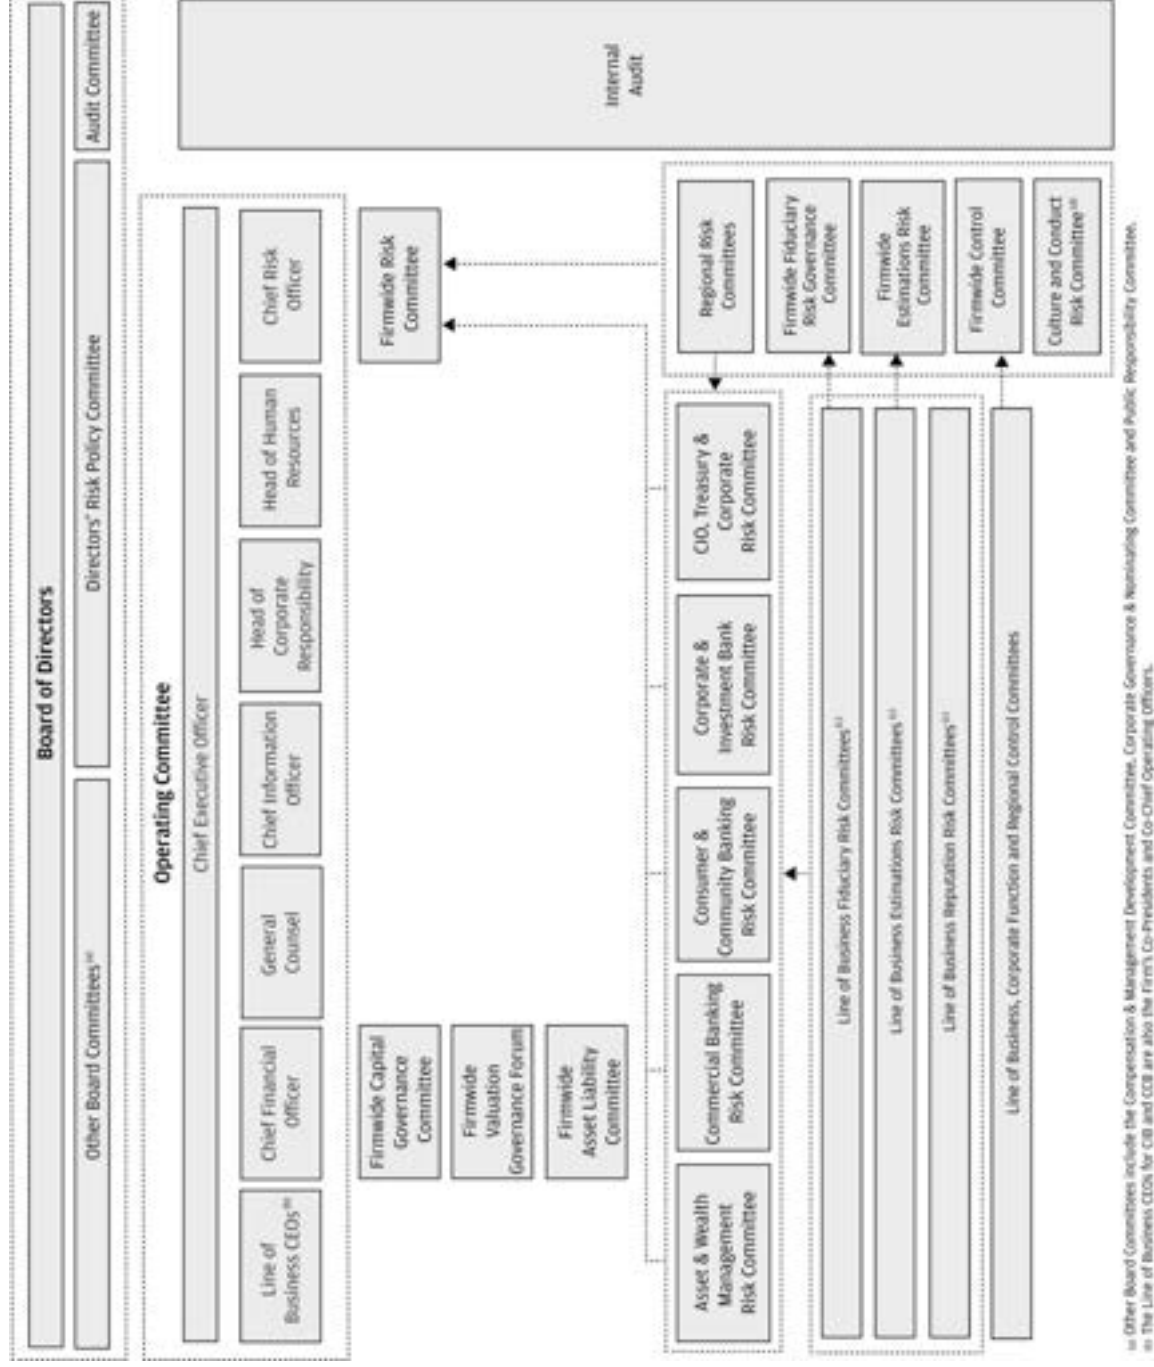 Board of Directors
Other Board Committees⁽ᵃ⁾
Directors' Risk Policy Committee
Audit Committee
Operating Committee
Chief Executive Officer
Line of
Business CEOs⁽ᵇ⁾
Chief Financial
Officer
General
Counsel
Chief Information
Officer
Head of
Corporate
Responsibility
Head of Human
Resources
Chief Risk
Officer
Firmwide Capital
Governance
Committee
Firmwide
Valuation
Governance Forum
Firmwide
Asset Liability
Committee
Firmwide Risk
Committee
Internal
Audit
Asset & Wealth
Management
Risk Committee
Commercial Banking
Risk Committee
Consumer &
Community Banking
Risk Committee
Corporate &
Investment Bank
Risk Committee
CIO, Treasury &
Corporate
Risk Committee
Regional Risk
Committees
Firmwide Fiduciary
Risk Governance
Committee
Firmwide
Estimations Risk
Committee
Firmwide Control
Committee
Culture and Conduct
Risk Committee
Line of Business Fiduciary Risk Committees
Line of Business Estimations Risk Committees
Line of Business Reputation Risk Committees
Line of Business, Corporate Function and Regional Control Committees
(a) Other Board Committees include the Compensation & Management Development Committee, Corporate Governance & Nominating Committee and Public Responsibility Committee.
(b) The Line of Business CEOs for CIB and CCB are also the Firm's Co-Presidents and Co-Chief Operating Officers.